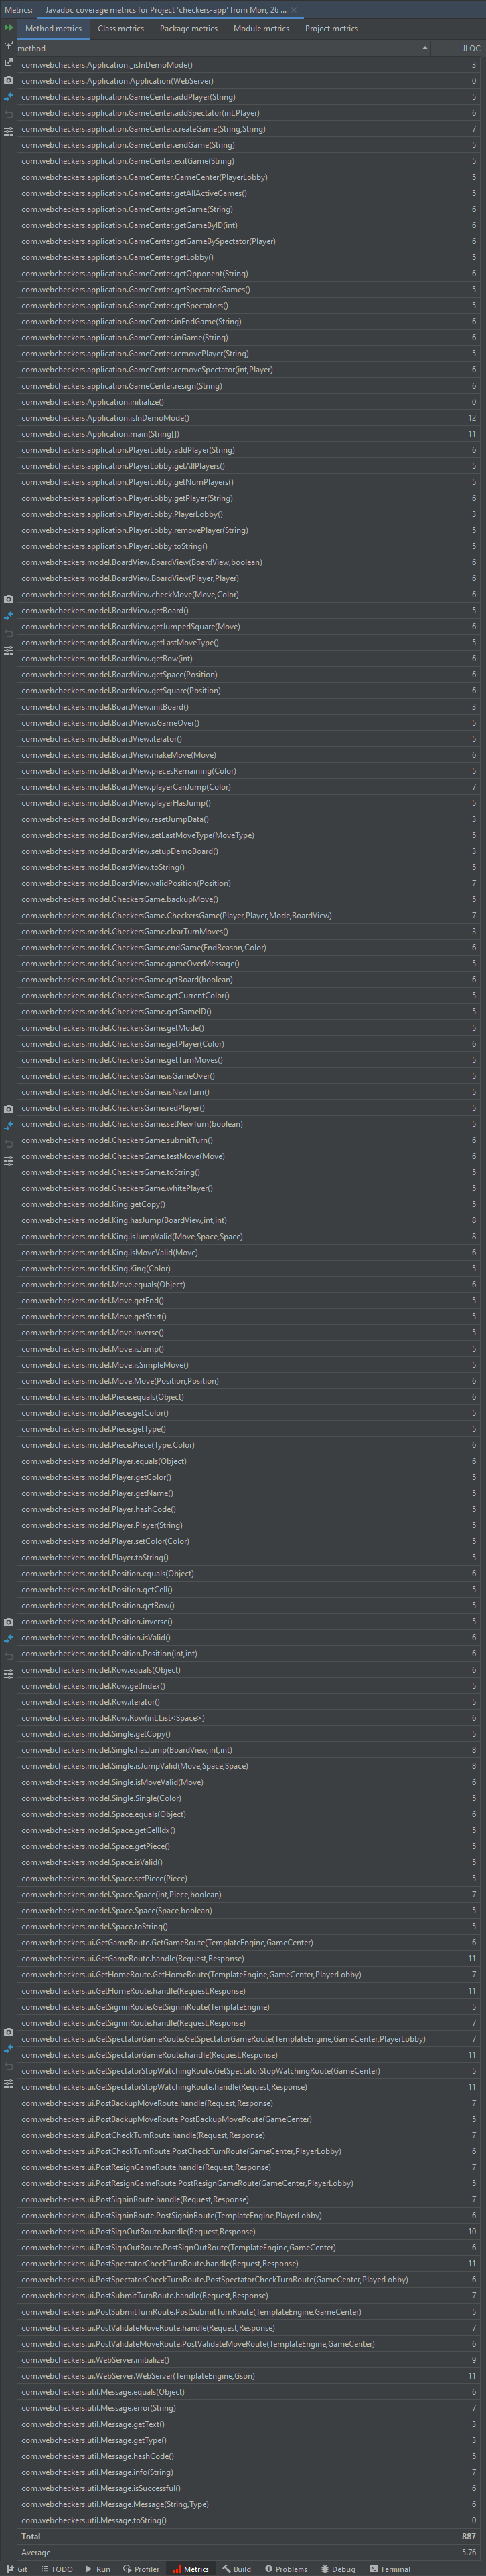 Metrics: Javadoc coverage metrics for Project 'checkers-app' from Mon, 26 ... ×
Method metrics Class metrics Package metrics Module metrics Project metrics
method JLOC
com.webcheckers.Application._isInDemoMode() 3
com.webcheckers.Application.Application(WebServer) 0
com.webcheckers.application.GameCenter.addPlayer(String) 5
com.webcheckers.application.GameCenter.addSpectator(int,Player) 6
com.webcheckers.application.GameCenter.createGame(String,String) 7
com.webcheckers.application.GameCenter.endGame(String) 5
com.webcheckers.application.GameCenter.exitGame(String) 5
com.webcheckers.application.GameCenter.GameCenter(PlayerLobby) 5
com.webcheckers.application.GameCenter.getAllActiveGames() 5
com.webcheckers.application.GameCenter.getGame(String) 6
com.webcheckers.application.GameCenter.getGameByID(int) 6
com.webcheckers.application.GameCenter.getGameBySpectator(Player) 6
com.webcheckers.application.GameCenter.getLobby() 5
com.webcheckers.application.GameCenter.getOpponent(String) 6
com.webcheckers.application.GameCenter.getSpectatedGames() 5
com.webcheckers.application.GameCenter.getSpectators() 5
com.webcheckers.application.GameCenter.inEndGame(String) 6
com.webcheckers.application.GameCenter.inGame(String) 6
com.webcheckers.application.GameCenter.removePlayer(String) 5
com.webcheckers.application.GameCenter.removeSpectator(int,Player) 6
com.webcheckers.application.GameCenter.resign(String) 6
com.webcheckers.Application.initialize() 0
com.webcheckers.Application.isInDemoMode() 12
com.webcheckers.Application.main(String[]) 11
com.webcheckers.application.PlayerLobby.addPlayer(String) 6
com.webcheckers.application.PlayerLobby.getAllPlayers() 5
com.webcheckers.application.PlayerLobby.getNumPlayers() 5
com.webcheckers.application.PlayerLobby.getPlayer(String) 6
com.webcheckers.application.PlayerLobby.PlayerLobby() 3
com.webcheckers.application.PlayerLobby.removePlayer(String) 5
com.webcheckers.application.PlayerLobby.toString() 5
com.webcheckers.model.BoardView.BoardView(BoardView,boolean) 6
com.webcheckers.model.BoardView.BoardView(Player,Player) 6
com.webcheckers.model.BoardView.checkMove(Move,Color) 6
com.webcheckers.model.BoardView.getBoard() 5
com.webcheckers.model.BoardView.getJumpedSquare(Move) 6
com.webcheckers.model.BoardView.getLastMoveType() 5
com.webcheckers.model.BoardView.getRow(int) 6
com.webcheckers.model.BoardView.getSpace(Position) 6
com.webcheckers.model.BoardView.getSquare(Position) 6
com.webcheckers.model.BoardView.initBoard() 3
com.webcheckers.model.BoardView.isGameOver() 5
com.webcheckers.model.BoardView.iterator() 5
com.webcheckers.model.BoardView.makeMove(Move) 6
com.webcheckers.model.BoardView.piecesRemaining(Color) 5
com.webcheckers.model.BoardView.playerCanJump(Color) 7
com.webcheckers.model.BoardView.playerHasJump() 5
com.webcheckers.model.BoardView.resetJumpData() 3
com.webcheckers.model.BoardView.setLastMoveType(MoveType) 5
com.webcheckers.model.BoardView.setupDemoBoard() 3
com.webcheckers.model.BoardView.toString() 5
com.webcheckers.model.BoardView.validPosition(Position) 7
com.webcheckers.model.CheckersGame.backupMove() 5
com.webcheckers.model.CheckersGame.CheckersGame(Player,Player,Mode,BoardView) 7
com.webcheckers.model.CheckersGame.clearTurnMoves() 3
com.webcheckers.model.CheckersGame.endGame(EndReason,Color) 6
com.webcheckers.model.CheckersGame.gameOverMessage() 5
com.webcheckers.model.CheckersGame.getBoard(boolean) 6
com.webcheckers.model.CheckersGame.getCurrentColor() 5
com.webcheckers.model.CheckersGame.getGameID() 5
com.webcheckers.model.CheckersGame.getMode() 5
com.webcheckers.model.CheckersGame.getPlayer(Color) 6
com.webcheckers.model.CheckersGame.getTurnMoves() 5
com.webcheckers.model.CheckersGame.isGameOver() 5
com.webcheckers.model.CheckersGame.isNewTurn() 5
com.webcheckers.model.CheckersGame.redPlayer() 5
com.webcheckers.model.CheckersGame.setNewTurn(boolean) 5
com.webcheckers.model.CheckersGame.submitTurn() 6
com.webcheckers.model.CheckersGame.testMove(Move) 6
com.webcheckers.model.CheckersGame.toString() 5
com.webcheckers.model.CheckersGame.whitePlayer() 5
com.webcheckers.model.King.getCopy() 5
com.webcheckers.model.King.hasJump(BoardView,int,int) 8
com.webcheckers.model.King.isJumpValid(Move,Space,Space) 8
com.webcheckers.model.King.isMoveValid(Move) 6
com.webcheckers.model.King.King(Color) 5
com.webcheckers.model.Move.equals(Object) 6
com.webcheckers.model.Move.getEnd() 5
com.webcheckers.model.Move.getStart() 5
com.webcheckers.model.Move.inverse() 5
com.webcheckers.model.Move.isJump() 5
com.webcheckers.model.Move.isSimpleMove() 5
com.webcheckers.model.Move.Move(Position,Position) 6
com.webcheckers.model.Piece.equals(Object) 6
com.webcheckers.model.Piece.getColor() 5
com.webcheckers.model.Piece.getType() 5
com.webcheckers.model.Piece.Piece(Type,Color) 6
com.webcheckers.model.Player.equals(Object) 6
com.webcheckers.model.Player.getColor() 5
com.webcheckers.model.Player.getName() 5
com.webcheckers.model.Player.hashCode() 5
com.webcheckers.model.Player.Player(String) 5
com.webcheckers.model.Player.setColor(Color) 5
com.webcheckers.model.Player.toString() 5
com.webcheckers.model.Position.equals(Object) 6
com.webcheckers.model.Position.getCell() 5
com.webcheckers.model.Position.getRow() 5
com.webcheckers.model.Position.inverse() 5
com.webcheckers.model.Position.isValid() 6
com.webcheckers.model.Position.Position(int,int) 6
com.webcheckers.model.Row.equals(Object) 6
com.webcheckers.model.Row.getIndex() 5
com.webcheckers.model.Row.iterator() 5
com.webcheckers.model.Row.Row(int,List<Space>) 6
com.webcheckers.model.Single.getCopy() 5
com.webcheckers.model.Single.hasJump(BoardView,int,int) 8
com.webcheckers.model.Single.isJumpValid(Move,Space,Space) 8
com.webcheckers.model.Single.isMoveValid(Move) 6
com.webcheckers.model.Single.Single(Color) 5
com.webcheckers.model.Space.equals(Object) 6
com.webcheckers.model.Space.getCellIdx() 5
com.webcheckers.model.Space.getPiece() 5
com.webcheckers.model.Space.isValid() 5
com.webcheckers.model.Space.setPiece(Piece) 5
com.webcheckers.model.Space.Space(int,Piece,boolean) 7
com.webcheckers.model.Space.Space(Space,boolean) 5
com.webcheckers.model.Space.toString() 5
com.webcheckers.ui.GetGameRoute.GetGameRoute(TemplateEngine,GameCenter) 6
com.webcheckers.ui.GetGameRoute.handle(Request,Response) 11
com.webcheckers.ui.GetHomeRoute.GetHomeRoute(TemplateEngine,GameCenter,PlayerLobby) 7
com.webcheckers.ui.GetHomeRoute.handle(Request,Response) 11
com.webcheckers.ui.GetSigninRoute.GetSigninRoute(TemplateEngine) 5
com.webcheckers.ui.GetSigninRoute.handle(Request,Response) 7
com.webcheckers.ui.GetSpectatorGameRoute.GetSpectatorGameRoute(TemplateEngine,GameCenter,PlayerLobby) 7
com.webcheckers.ui.GetSpectatorGameRoute.handle(Request,Response) 11
com.webcheckers.ui.GetSpectatorStopWatchingRoute.GetSpectatorStopWatchingRoute(GameCenter) 5
com.webcheckers.ui.GetSpectatorStopWatchingRoute.handle(Request,Response) 11
com.webcheckers.ui.PostBackupMoveRoute.handle(Request,Response) 7
com.webcheckers.ui.PostBackupMoveRoute.PostBackupMoveRoute(GameCenter) 5
com.webcheckers.ui.PostCheckTurnRoute.handle(Request,Response) 7
com.webcheckers.ui.PostCheckTurnRoute.PostCheckTurnRoute(GameCenter,PlayerLobby) 6
com.webcheckers.ui.PostResignGameRoute.handle(Request,Response) 7
com.webcheckers.ui.PostResignGameRoute.PostResignGameRoute(GameCenter,PlayerLobby) 5
com.webcheckers.ui.PostSigninRoute.handle(Request,Response) 7
com.webcheckers.ui.PostSigninRoute.PostSigninRoute(TemplateEngine,PlayerLobby) 6
com.webcheckers.ui.PostSignOutRoute.handle(Request,Response) 10
com.webcheckers.ui.PostSignOutRoute.PostSignOutRoute(TemplateEngine,GameCenter) 6
com.webcheckers.ui.PostSpectatorCheckTurnRoute.handle(Request,Response) 11
com.webcheckers.ui.PostSpectatorCheckTurnRoute.PostSpectatorCheckTurnRoute(GameCenter,PlayerLobby) 6
com.webcheckers.ui.PostSubmitTurnRoute.handle(Request,Response) 7
com.webcheckers.ui.PostSubmitTurnRoute.PostSubmitTurnRoute(TemplateEngine,GameCenter) 5
com.webcheckers.ui.PostValidateMoveRoute.handle(Request,Response) 7
com.webcheckers.ui.PostValidateMoveRoute.PostValidateMoveRoute(TemplateEngine,GameCenter) 6
com.webcheckers.ui.WebServer.initialize() 9
com.webcheckers.ui.WebServer.WebServer(TemplateEngine,Gson) 11
com.webcheckers.util.Message.equals(Object) 6
com.webcheckers.util.Message.error(String) 7
com.webcheckers.util.Message.getText() 3
com.webcheckers.util.Message.getType() 3
com.webcheckers.util.Message.hashCode() 5
com.webcheckers.util.Message.info(String) 7
com.webcheckers.util.Message.isSuccessful() 6
com.webcheckers.util.Message.Message(String,Type) 6
com.webcheckers.util.Message.toString() 0
Total 887
Average 5.76
Git TODO Run Profiler Metrics Build Problems Debug Terminal